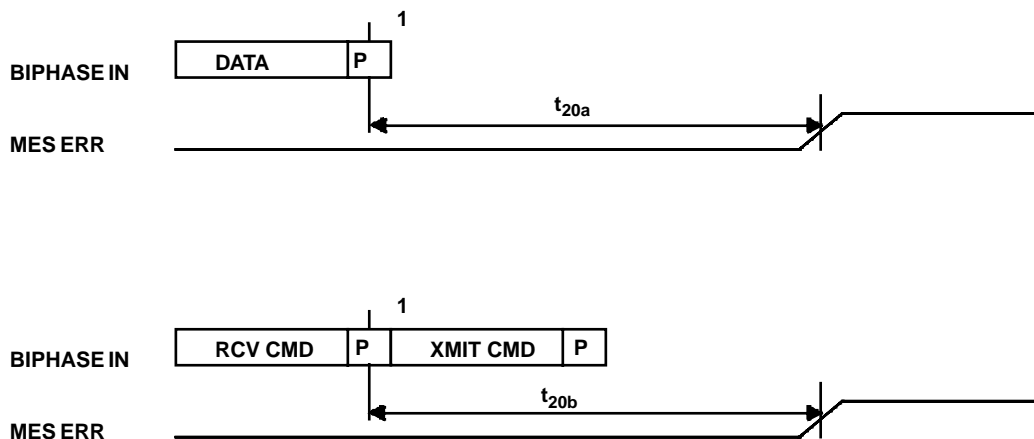 1
BIPHASE IN DATA P
t20a
MES ERR
1
BIPHASE IN RCV CMD P XMIT CMD P
t20b
MES ERR